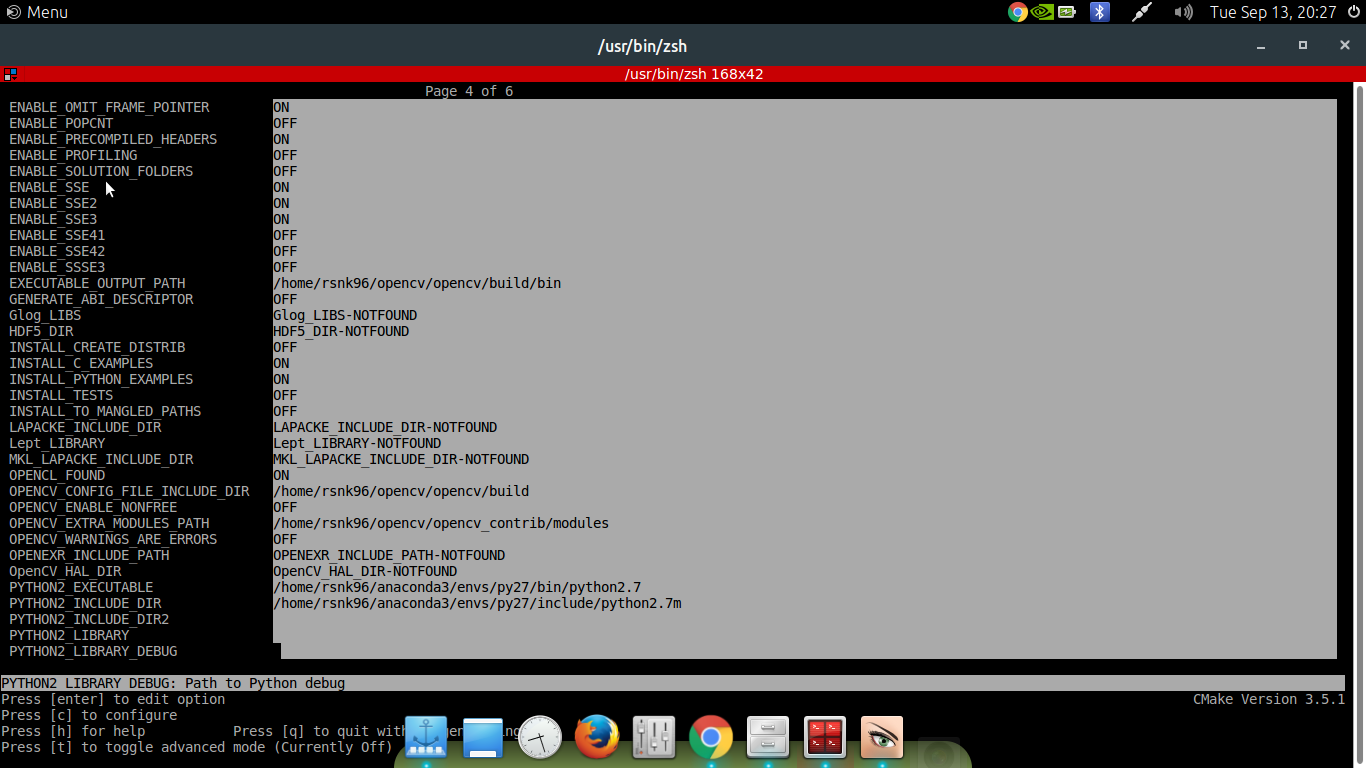 Menu
Tue Sep 13, 20:27
/usr/bin/zsh
/usr/bin/zsh 168x42
Page 4 of 6
ENABLE_OMIT_FRAME_POINTER ON
ENABLE_POPCNT OFF
ENABLE_PRECOMPILED_HEADERS ON
ENABLE_PROFILING OFF
ENABLE_SOLUTION_FOLDERS OFF
ENABLE_SSE ON
ENABLE_SSE2 ON
ENABLE_SSE3 ON
ENABLE_SSE41 OFF
ENABLE_SSE42 OFF
ENABLE_SSSE3 OFF
EXECUTABLE_OUTPUT_PATH /home/rsnk96/opencv/opencv/build/bin
GENERATE_ABI_DESCRIPTOR OFF
Glog_LIBS Glog_LIBS-NOTFOUND
HDF5_DIR HDF5_DIR-NOTFOUND
INSTALL_CREATE_DISTRIB OFF
INSTALL_C_EXAMPLES ON
INSTALL_PYTHON_EXAMPLES ON
INSTALL_TESTS OFF
INSTALL_TO_MANGLED_PATHS OFF
LAPACKE_INCLUDE_DIR LAPACKE_INCLUDE_DIR-NOTFOUND
Lept_LIBRARY Lept_LIBRARY-NOTFOUND
MKL_LAPACKE_INCLUDE_DIR MKL_LAPACKE_INCLUDE_DIR-NOTFOUND
OPENCL_FOUND ON
OPENCV_CONFIG_FILE_INCLUDE_DIR /home/rsnk96/opencv/opencv/build
OPENCV_ENABLE_NONFREE OFF
OPENCV_EXTRA_MODULES_PATH /home/rsnk96/opencv/opencv_contrib/modules
OPENCV_WARNINGS_ARE_ERRORS OFF
OPENEXR_INCLUDE_PATH OPENEXR_INCLUDE_PATH-NOTFOUND
OpenCV_HAL_DIR OpenCV_HAL_DIR-NOTFOUND
PYTHON2_EXECUTABLE /home/rsnk96/anaconda3/envs/py27/bin/python2.7
PYTHON2_INCLUDE_DIR /home/rsnk96/anaconda3/envs/py27/include/python2.7m
PYTHON2_INCLUDE_DIR2
PYTHON2_LIBRARY
PYTHON2_LIBRARY_DEBUG
PYTHON2_LIBRARY_DEBUG: Path to Python debug
Press [enter] to edit option CMake Version 3.5.1
Press [c] to configure
Press [h] for help Press [q] to quit
Press [t] to toggle advanced mode (Currently Off)